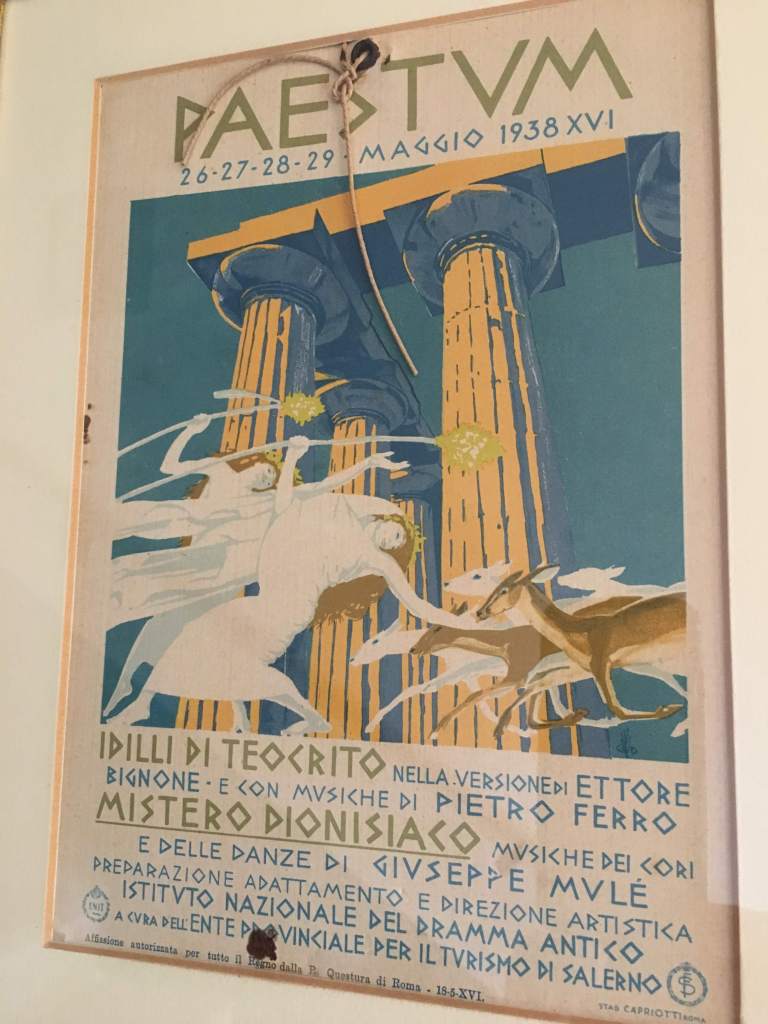 PAESTVM
26-27-28-29 - MAGGIO 1938 XVI
IDILLI DI TEOCRITO NELLA VERSIONE DI ETTORE
BIGNONE - E CON MVSICHE DI PIETRO FERRO
MISTERO DIONISIACO MVSICHE DEI CORI
E DELLE DANZE DI GIVSEPPE MVLÉ
PREPARAZIONE ADATTAMENTO E DIREZIONE ARTISTICA
ISTITVTO NAZIONALE DEL DRAMMA ANTICO
A CVRA DELL'ENTE PROVINCIALE PER IL TVRISMO DI SALERNO
ENIT
Affissione autorizzata per tutto il Regno dalla R. Questura di Roma - 18-5-XVI.
STAB CAPRIOTTI ROMA